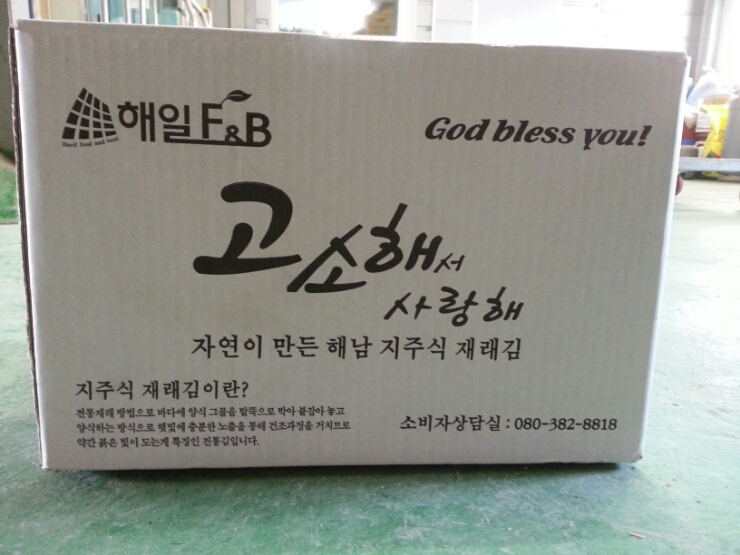 해일 F&B
Haeil food and best
God bless you!
고소해서
사랑해
자연이 만든 해남 지주식 재래김
지주식 재래김이란?
전통재래 방법으로 바다에 양식 그물을 말뚝으로 박아 붙잡아 놓고
양식하는 방식으로 햇빛에 충분한 노출을 통해 건조과정을 거치므로
약간 붉은 빛이 도는게 특징인 전통김입니다.
소비자상담실 : 080-382-8818